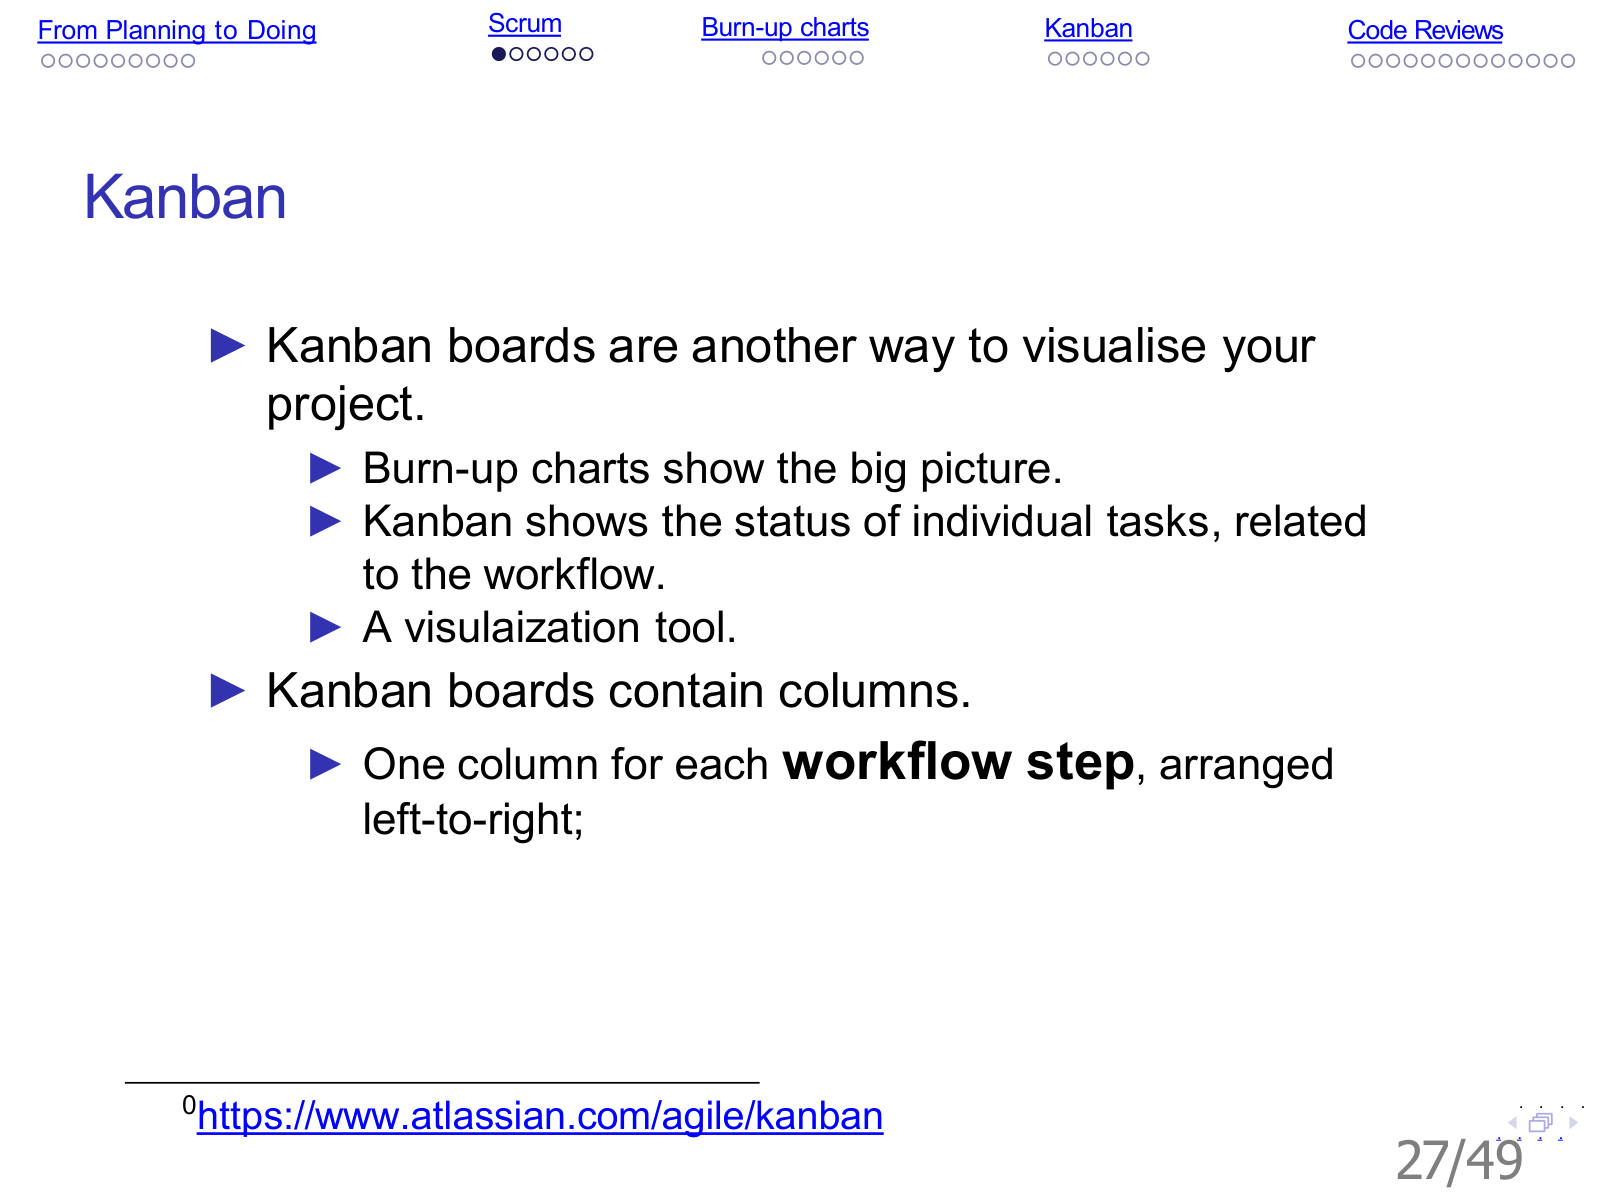 From Planning to Doing
Scrum
Burn-up charts
Kanban
Code Reviews
Kanban
Kanban boards are another way to visualise your
project.
Burn-up charts show the big picture.
Kanban shows the status of individual tasks, related
to the workflow.
A visulaization tool.
Kanban boards contain columns.
One column for each workflow step, arranged
left-to-right;
0https://www.atlassian.com/agile/kanban
27/49